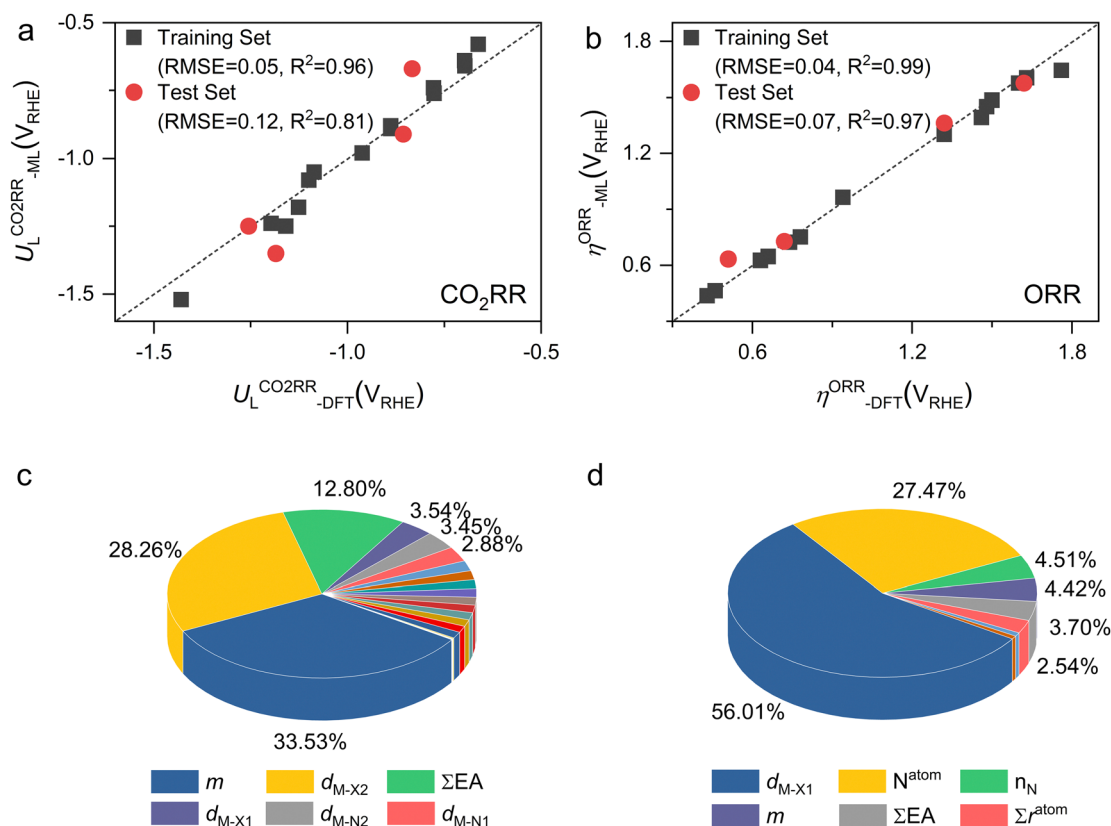 a
-0.5
-1.0
-1.5
U_L^CO2RR-ML(V_RHE)
Training Set
(RMSE=0.05, R²=0.96)
Test Set
(RMSE=0.12, R²=0.81)
CO₂RR
-1.5 -1.0 -0.5
U_L^CO2RR-DFT(V_RHE)
b
1.8
1.2
0.6
η^ORR-ML(V_RHE)
Training Set
(RMSE=0.04, R²=0.99)
Test Set
(RMSE=0.07, R²=0.97)
ORR
0.6 1.2 1.8
η^ORR-DFT(V_RHE)
c
12.80%
3.54%
3.45%
2.88%
28.26%
33.53%
m d_M-X2 ΣEA
d_M-X1 d_M-N2 d_M-N1
d
27.47%
4.51%
4.42%
3.70%
2.54%
56.01%
d_M-X1 N^atom n_N
m ΣEA Σr^atom